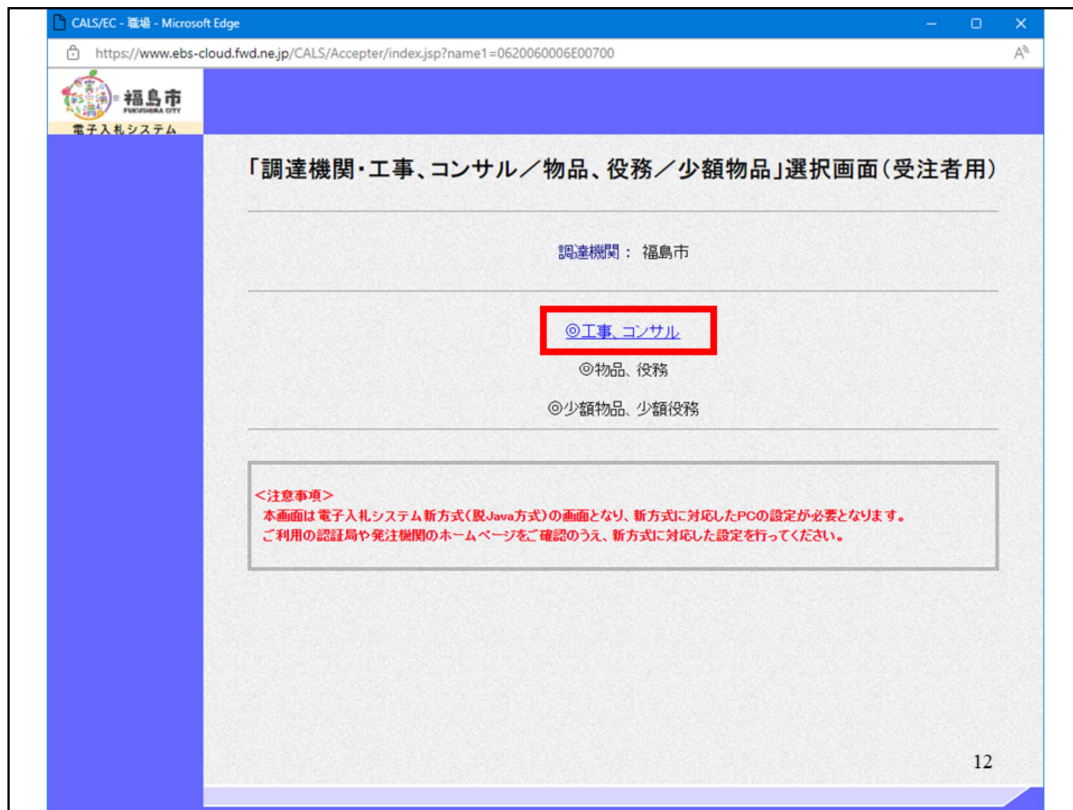 CALS/EC - 職場 - Microsoft Edge
https://www.ebs-cloud.fwd.ne.jp/CALS/Accepter/index.jsp?name1=0620060006E00700
福島市
FUKUSHIMA CITY
電子入札システム
「調達機関・工事、コンサル／物品、役務／少額物品」選択画面（受注者用）
調達機関： 福島市
◎工事、コンサル
◎物品、役務
◎少額物品、少額役務
＜注意事項＞
本画面は電子入札システム新方式(脱Java方式)の画面となり、新方式に対応したPCの設定が必要となります。
ご利用の認証局や発注機関のホームページをご確認のうえ、新方式に対応した設定を行ってください。
12